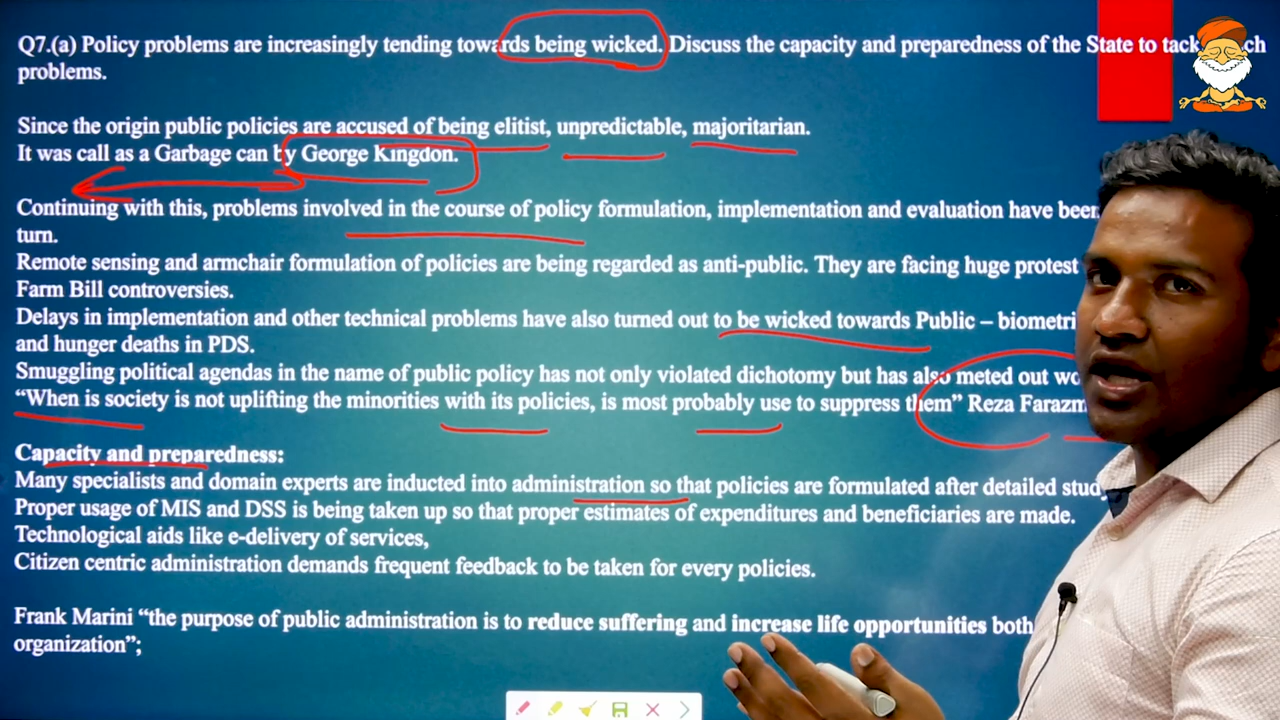 Q7.(a) Policy problems are increasingly tending towards being wicked. Discuss the capacity and preparedness of the State to
problems.
Since the origin public policies are accused of being elitist, unpredictable, majoritarian.
It was call as a Garbage can by George Kingdon.
Continuing with this, problems involved in the course of policy formulation, implementation and evaluation have been
turn.
Remote sensing and armchair formulation of policies are being regarded as anti-public. They are facing huge protest
Farm Bill controversies.
Delays in implementation and other technical problems have also turned out to be wicked towards Public –
and hunger deaths in PDS.
Smuggling political agendas in the name of public policy has not only violated dichotomy but has also meted out
“When is society is not uplifting the minorities with its policies, is most probably use to suppress them” Reza
Capacity and preparedness:
Many specialists and domain experts are inducted into administration so that policies are formulated after detailed
Proper usage of MIS and DSS is being taken up so that proper estimates of expenditures and beneficiaries are made.
Technological aids like e-delivery of services,
Citizen centric administration demands frequent feedback to be taken for every policies.
Frank Marini “the purpose of public administration is to reduce suffering and increase life opportunities both
organization”;